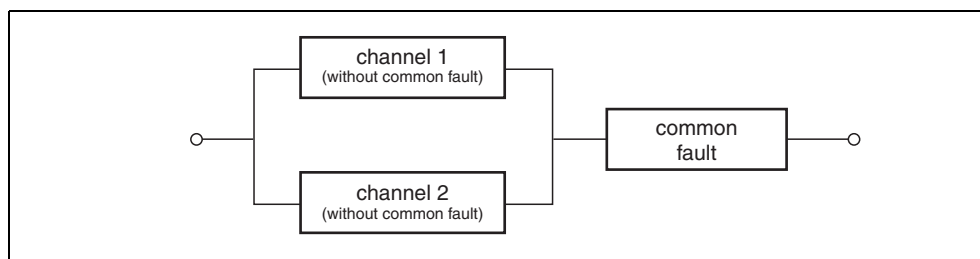 channel 1
(without common fault)
common
fault
channel 2
(without common fault)